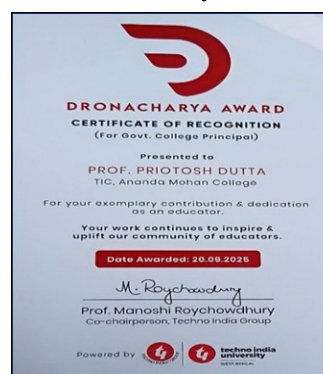 DRONACHARYA AWARD
CERTIFICATE OF RECOGNITION
(For Govt. College Principal)
Presented to
PROF. PRIOTOSH DUTTA
TIC, Ananda Mohan College
For your exemplary contribution & dedication
as an educator.
Your work continues to inspire &
uplift our community of educators.
Date Awarded: 20.09.2025
M. Roychowdhury
Prof. Manoshi Roychowdhury
Co-chairperson, Techno India Group
Powered by
techno india
university
WEST BENGAL